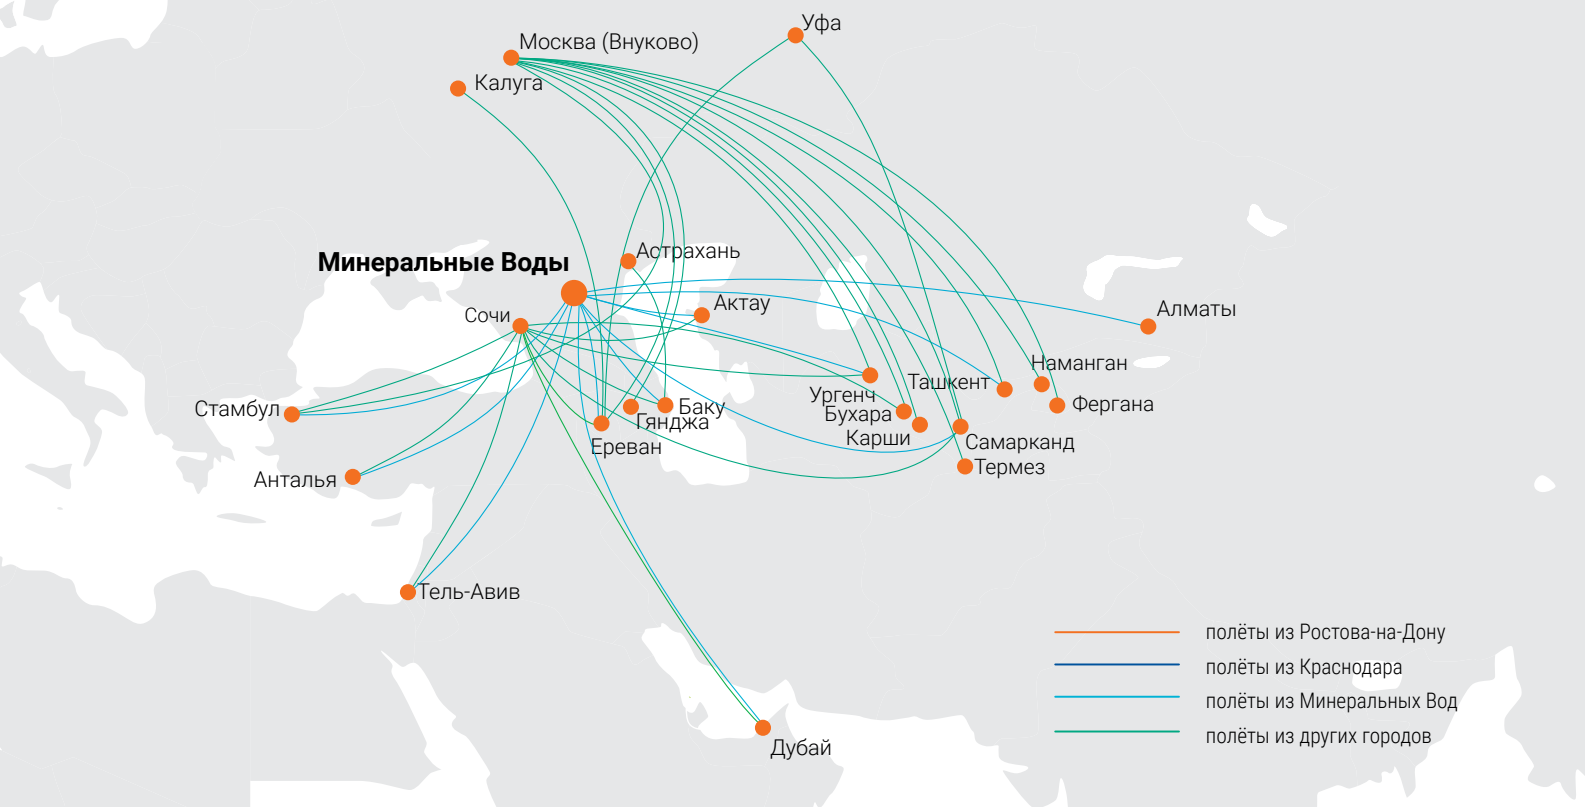 Уфа
Москва (Внуково)
Калуга
Астрахань
Минеральные Воды
Актау
Сочи
Алматы
Наманган
Ташкент
Ургенч
Фергана
Стамбул
Баку
Бухара
Гянджа
Карши
Самарканд
Ереван
Термез
Анталья
Тель-Авив
Дубай
полёты из Ростова-на-Дону
полёты из Краснодара
полёты из Минеральных Вод
полёты из других городов